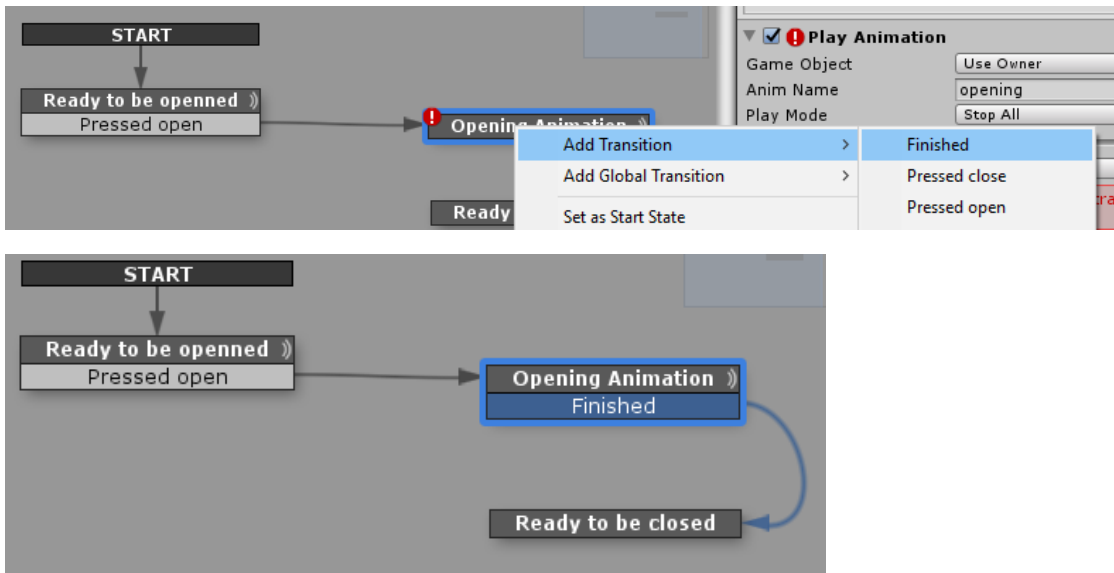 START
Ready to be openned
Pressed open
Opening Animation
Ready
Play Animation
Game Object Use Owner
Anim Name opening
Play Mode Stop All
Add Transition Finished
Add Global Transition Pressed close
Set as Start State Pressed open
START
Ready to be openned
Pressed open
Opening Animation
Finished
Ready to be closed